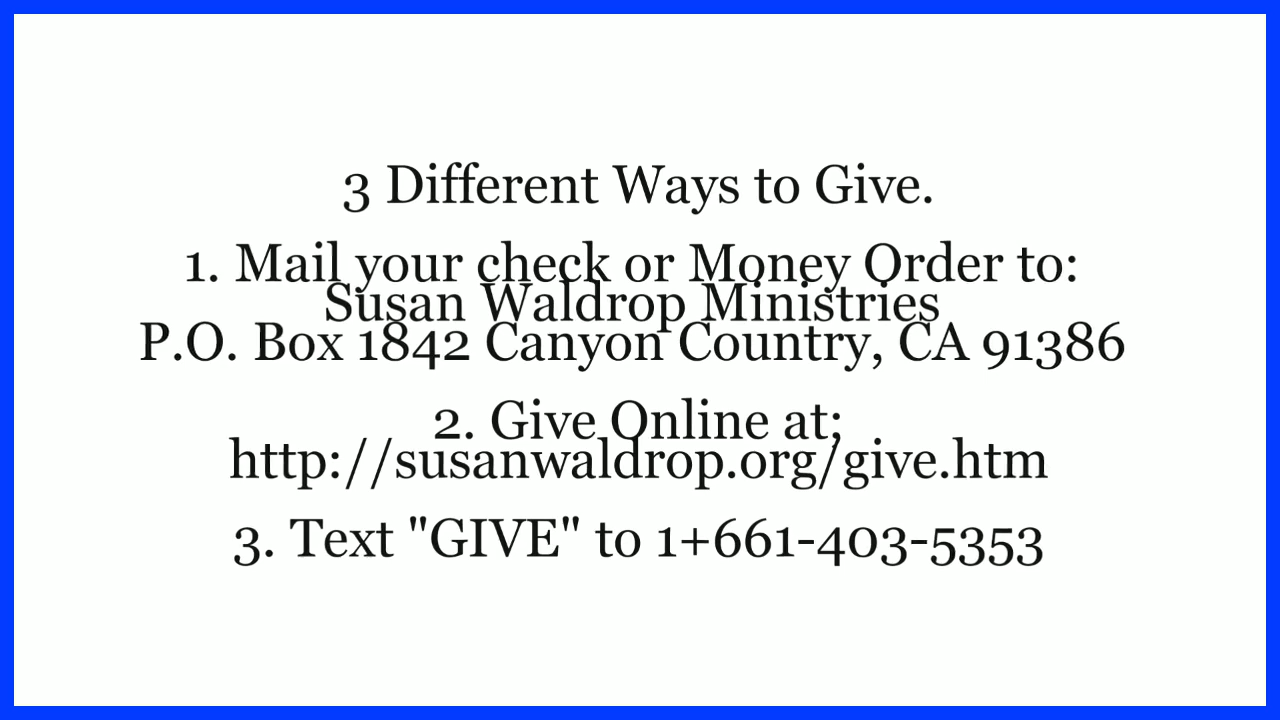 3 Different Ways to Give.
1. Mail your check or Money Order to:
Susan Waldrop Ministries
P.O. Box 1842 Canyon Country, CA 91386
2. Give Online at;
http://susanwaldrop.org/give.htm
3. Text "GIVE" to 1+661-403-5353